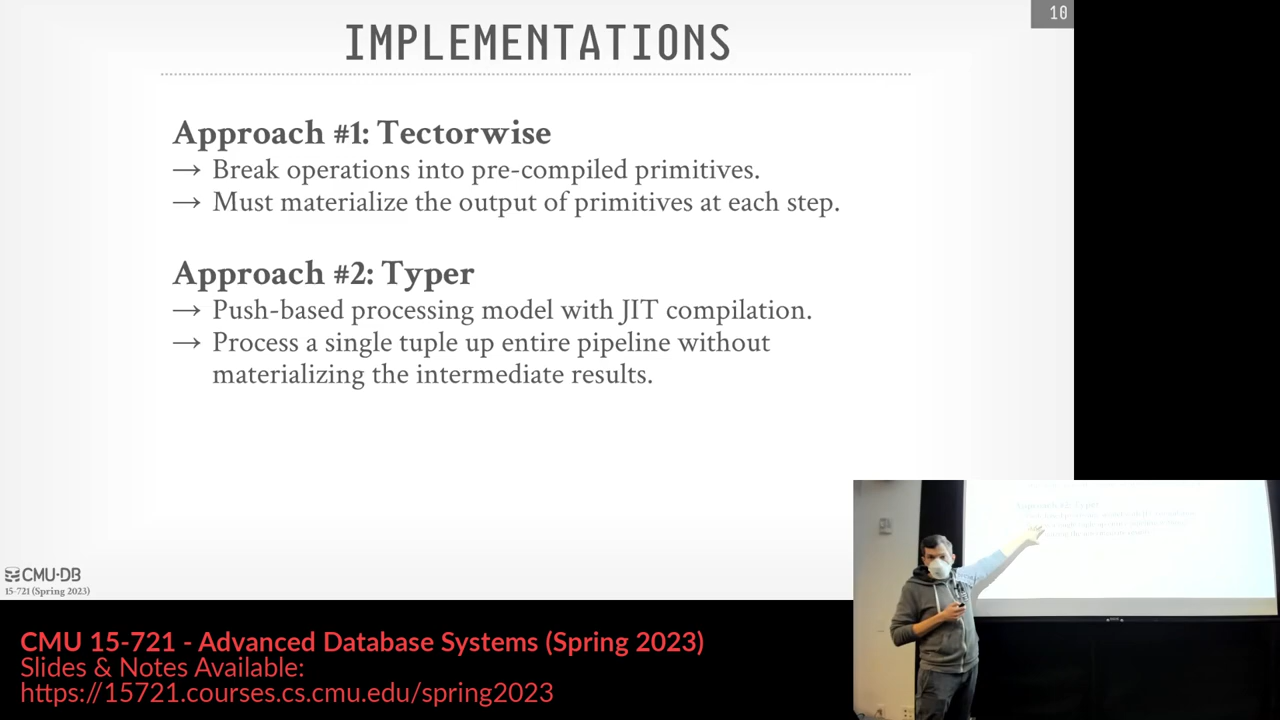 10
IMPLEMENTATIONS
Approach #1: Tectorwise
→ Break operations into pre-compiled primitives.
→ Must materialize the output of primitives at each step.
Approach #2: Typer
→ Push-based processing model with JIT compilation.
→ Process a single tuple up entire pipeline without
materializing the intermediate results.
CMU·DB
15-721 (Spring 2023)
CMU 15-721 - Advanced Database Systems (Spring 2023)
Slides & Notes Available:
https://15721.courses.cs.cmu.edu/spring2023